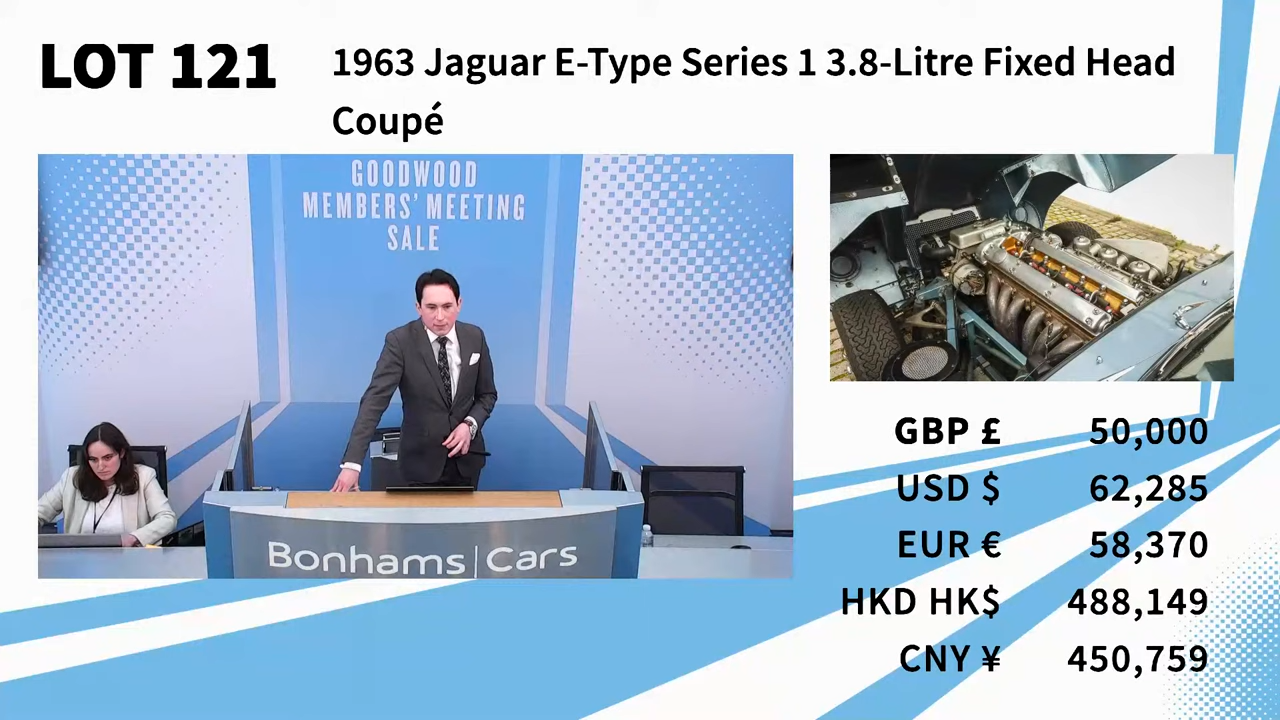 LOT 121
1963 Jaguar E-Type Series 1 3.8-Litre Fixed Head
Coupé
GOODWOOD
MEMBERS' MEETING
SALE
Bonhams|Cars
GBP £ 50,000
USD $ 62,285
EUR € 58,370
HKD HK$ 488,149
CNY ¥ 450,759